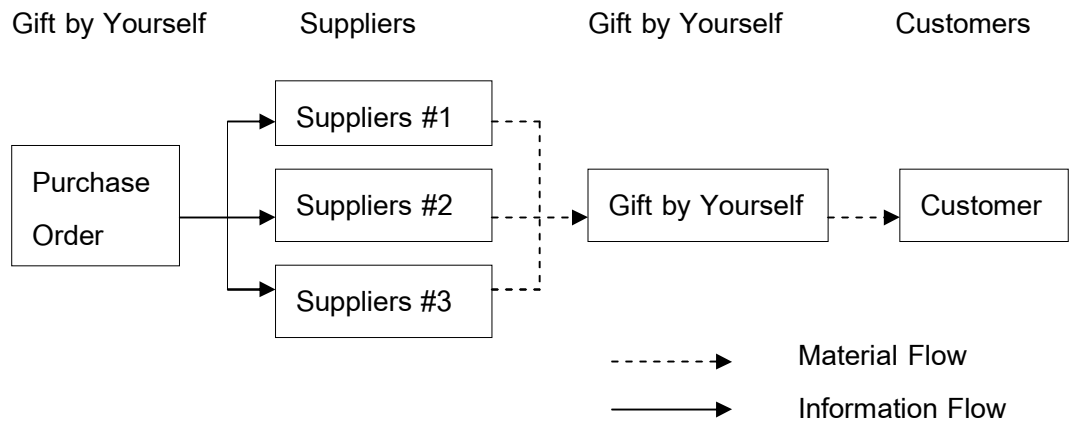 Gift by Yourself
Suppliers
Gift by Yourself
Customers
Purchase
Order
Suppliers #1
Suppliers #2
Suppliers #3
Gift by Yourself
Customer
Material Flow
Information Flow